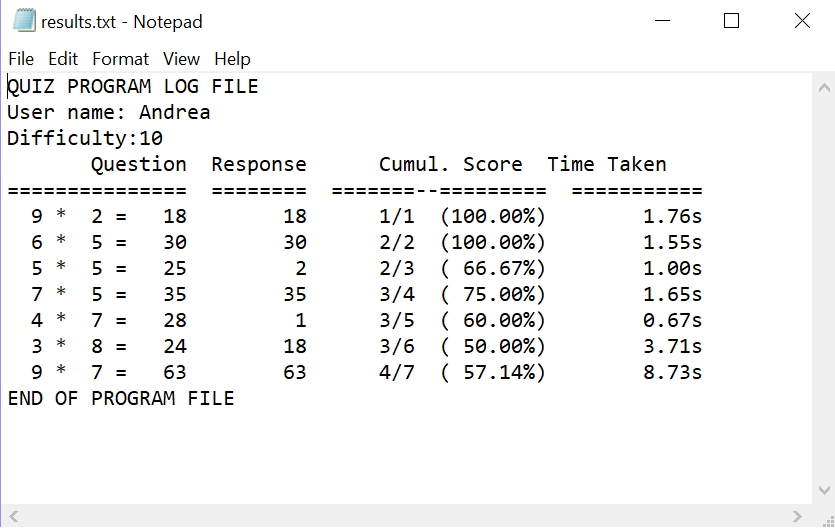 results.txt - Notepad
File Edit Format View Help
QUIZ PROGRAM LOG FILE
User name: Andrea
Difficulty:10
       Question  Response      Cumul. Score  Time Taken
===============  ========  =======--=========  ===========
  9 *  2 =   18        18      1/1  (100.00%)        1.76s
  6 *  5 =   30        30      2/2  (100.00%)        1.55s
  5 *  5 =   25         2      2/3  ( 66.67%)        1.00s
  7 *  5 =   35        35      3/4  ( 75.00%)        1.65s
  4 *  7 =   28         1      3/5  ( 60.00%)        0.67s
  3 *  8 =   24        18      3/6  ( 50.00%)        3.71s
  9 *  7 =   63        63      4/7  ( 57.14%)        8.73s
END OF PROGRAM FILE